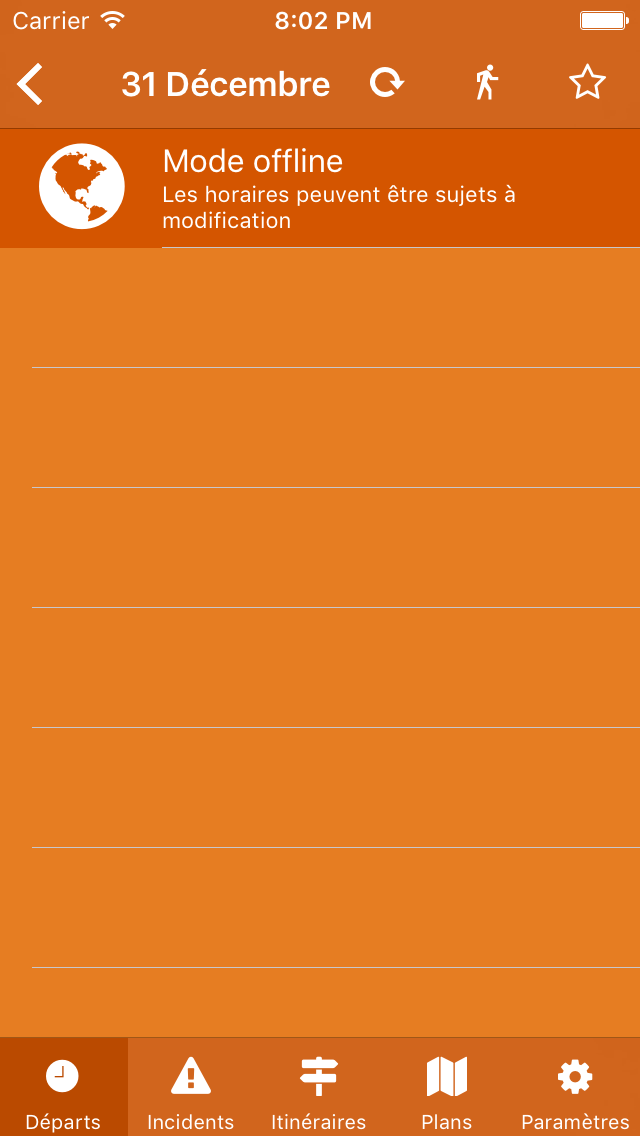 Carrier 8:02 PM
31 Décembre
Mode offline
Les horaires peuvent être sujets à
modification
Départs Incidents Itinéraires Plans Paramètres